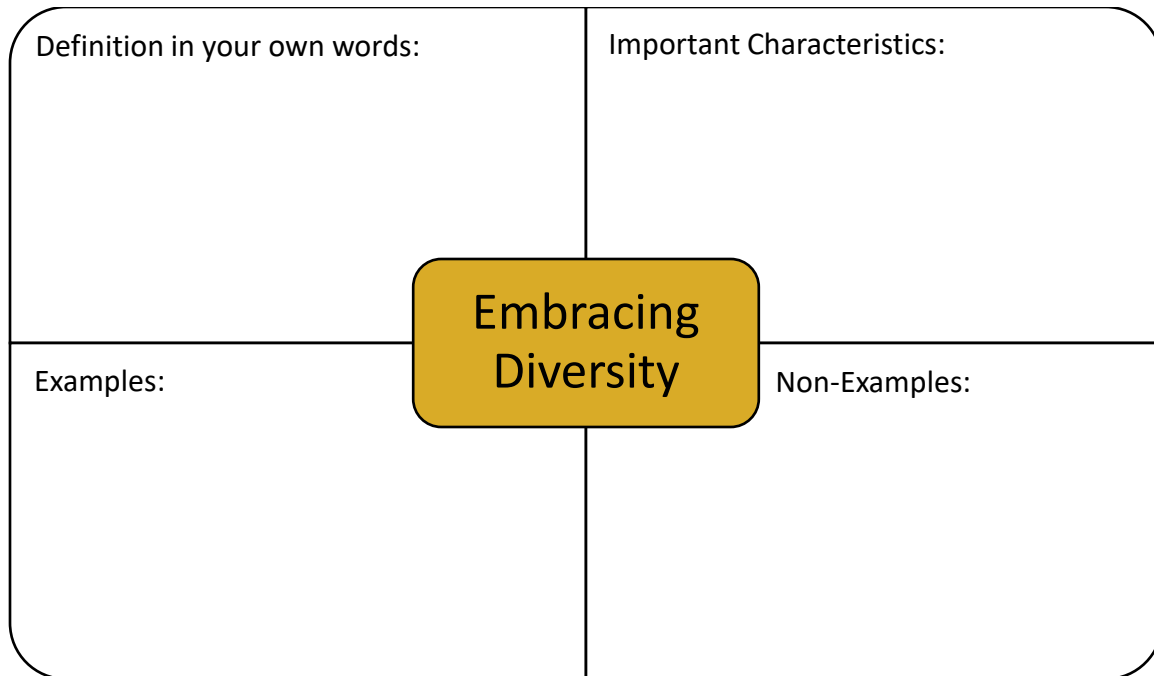 Definition in your own words:
Important Characteristics:
Embracing
Diversity
Examples:
Non-Examples: